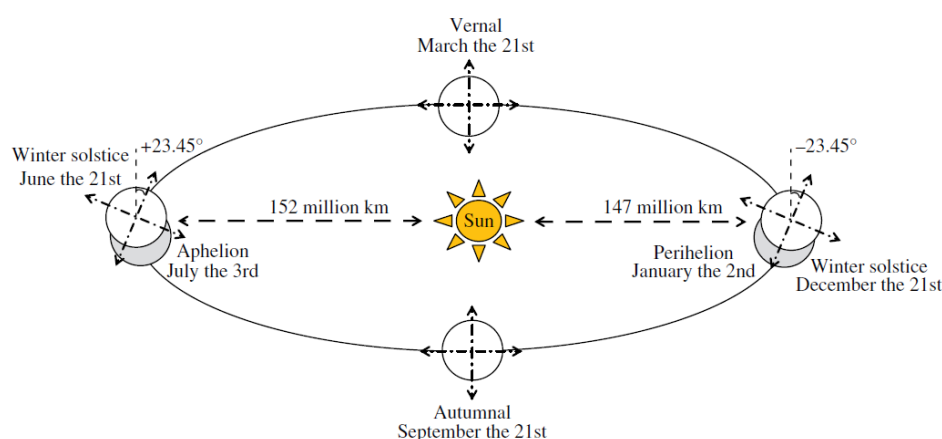 Vernal
March the 21st
+23.45°
−23.45°
Winter solstice
June the 21st
152 million km
Sun
147 million km
Aphelion
July the 3rd
Perihelion
January the 2nd
Winter solstice
December the 21st
Autumnal
September the 21st